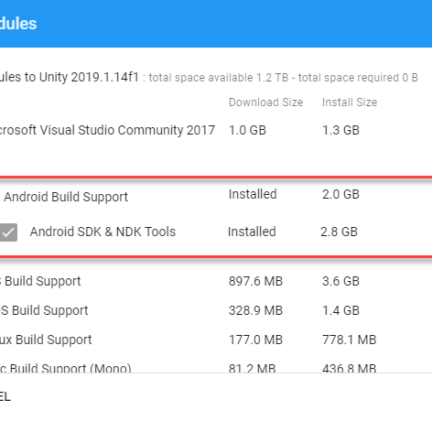 dules
ules to Unity 2019.1.14f1 : total space available 1.2 TB - total space required 0 B
Download Size Install Size
crosoft Visual Studio Community 2017 1.0 GB 1.3 GB
Android Build Support Installed 2.0 GB
Android SDK & NDK Tools Installed 2.8 GB
S Build Support 897.6 MB 3.6 GB
S Build Support 328.9 MB 1.4 GB
ux Build Support 177.0 MB 778.1 MB
c Build Support (Mono) 81.2 MB 436.8 MB
EL